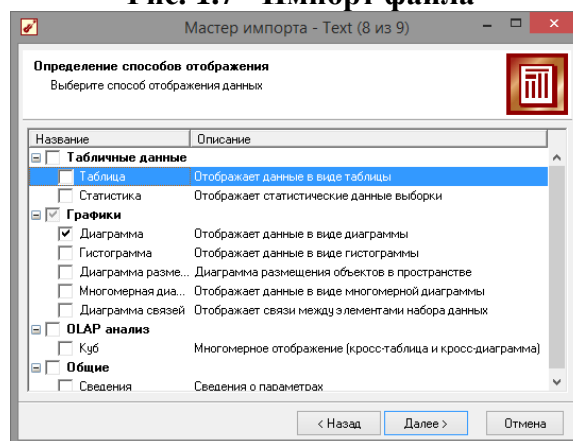 Рис. 1.7 - Импорт файла
Мастер импорта - Text (8 из 9)
Определение способов отображения
Выберите способ отображения данных
Название Описание
Табличные данные
Таблица Отображает данные в виде таблицы
Статистика Отображает статистические данные выборки
Графики
Диаграмма Отображает данные в виде диаграммы
Гистограмма Отображает данные в виде гистограммы
Диаграмма разме... Диаграмма размещения объектов в пространстве
Многомерная диа... Отображает данные в виде многомерной диаграммы
Диаграмма связей Отображает связи между элементами набора данных
OLAP анализ
Куб Многомерное отображение (кросс-таблица и кросс-диаграмма)
Общие
Сведения Сведения о параметрах
< Назад Далее > Отмена